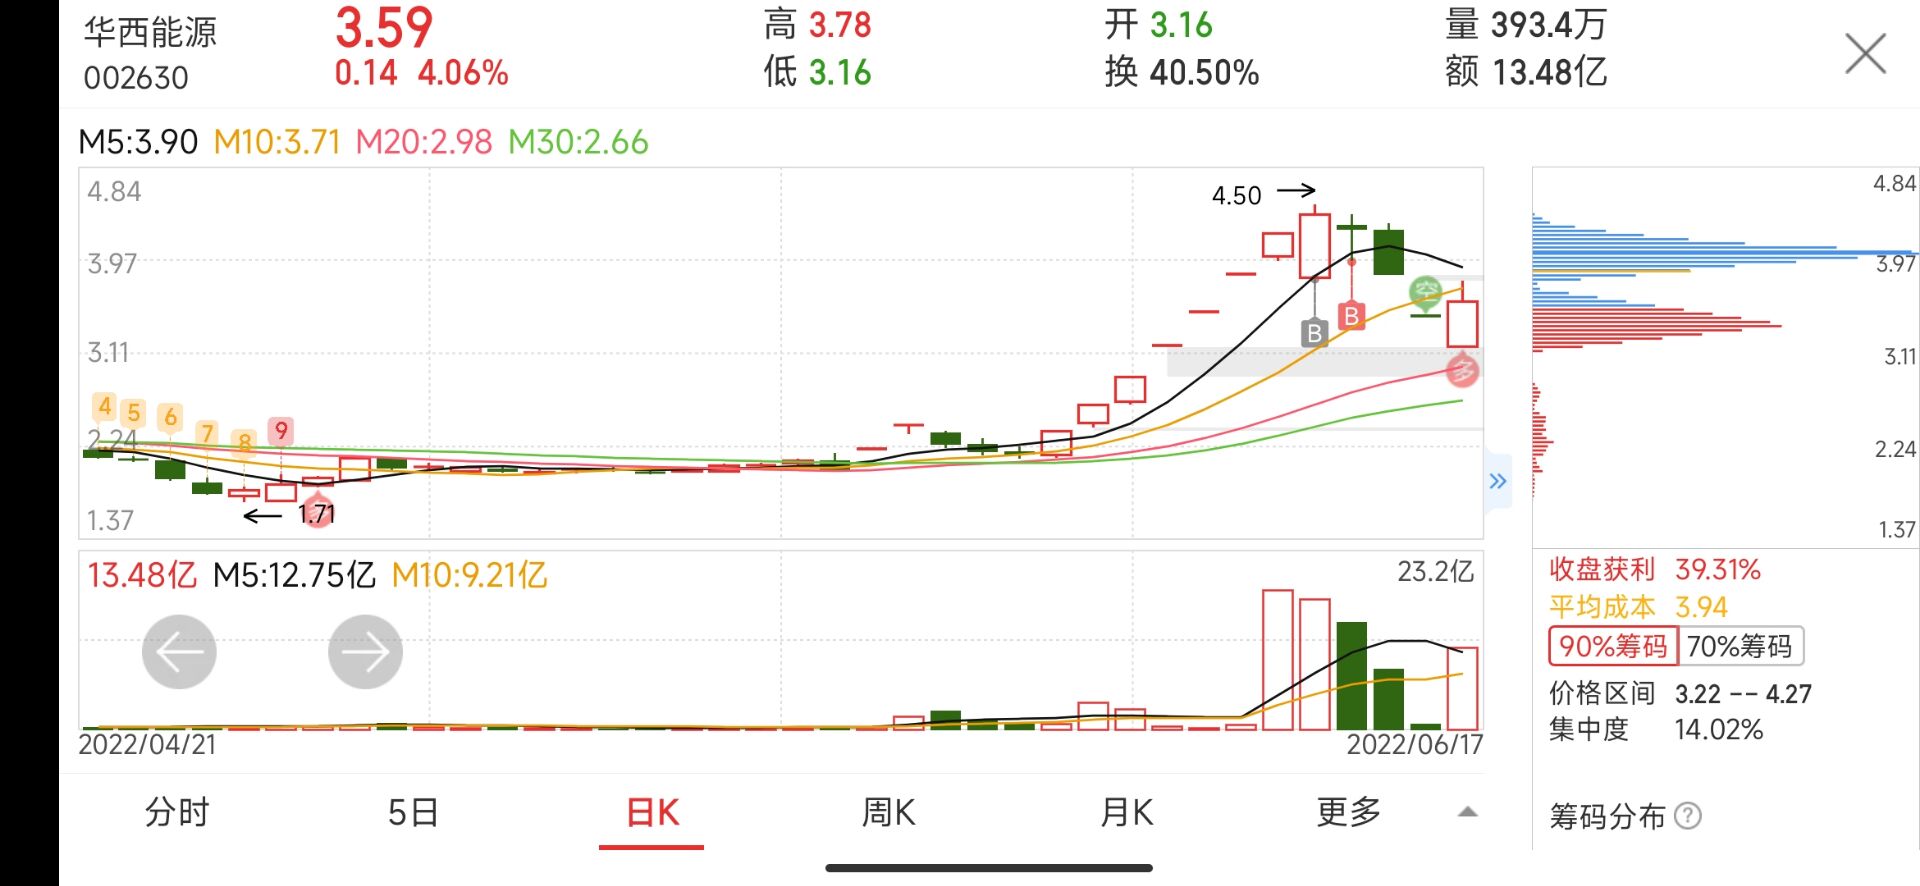 华西能源 3.59 高 3.78 开 3.16 量 393.4万
002630 0.14 4.06% 低 3.16 换 40.50% 额 13.48亿
M5:3.90 M10:3.71 M20:2.98 M30:2.66
4.84
3.97
3.11
2.24
1.37
4.50
4 5 6 7 8 9
1.71
多
B
B
空
多
4.84
3.97
3.11
2.24
1.37
13.48亿 M5:12.75亿 M10:9.21亿 23.2亿
2022/04/21 2022/06/17
收盘获利 39.31%
平均成本 3.94
90%筹码 70%筹码
价格区间 3.22 -- 4.27
集中度 14.02%
筹码分布 ?
分时 5日 日K 周K 月K 更多